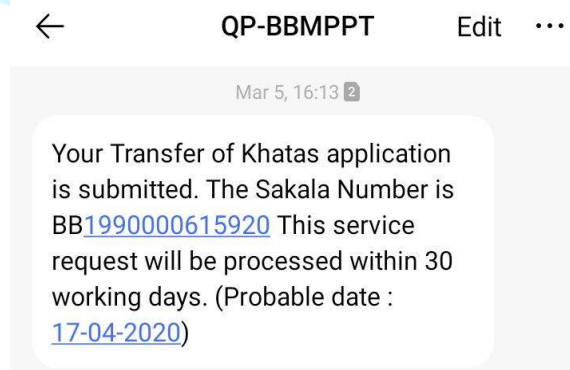 QP-BBMPPT Edit
Mar 5, 16:13 2
Your Transfer of Khatas application
is submitted. The Sakala Number is
BB1990000615920 This service
request will be processed within 30
working days. (Probable date :
17-04-2020)